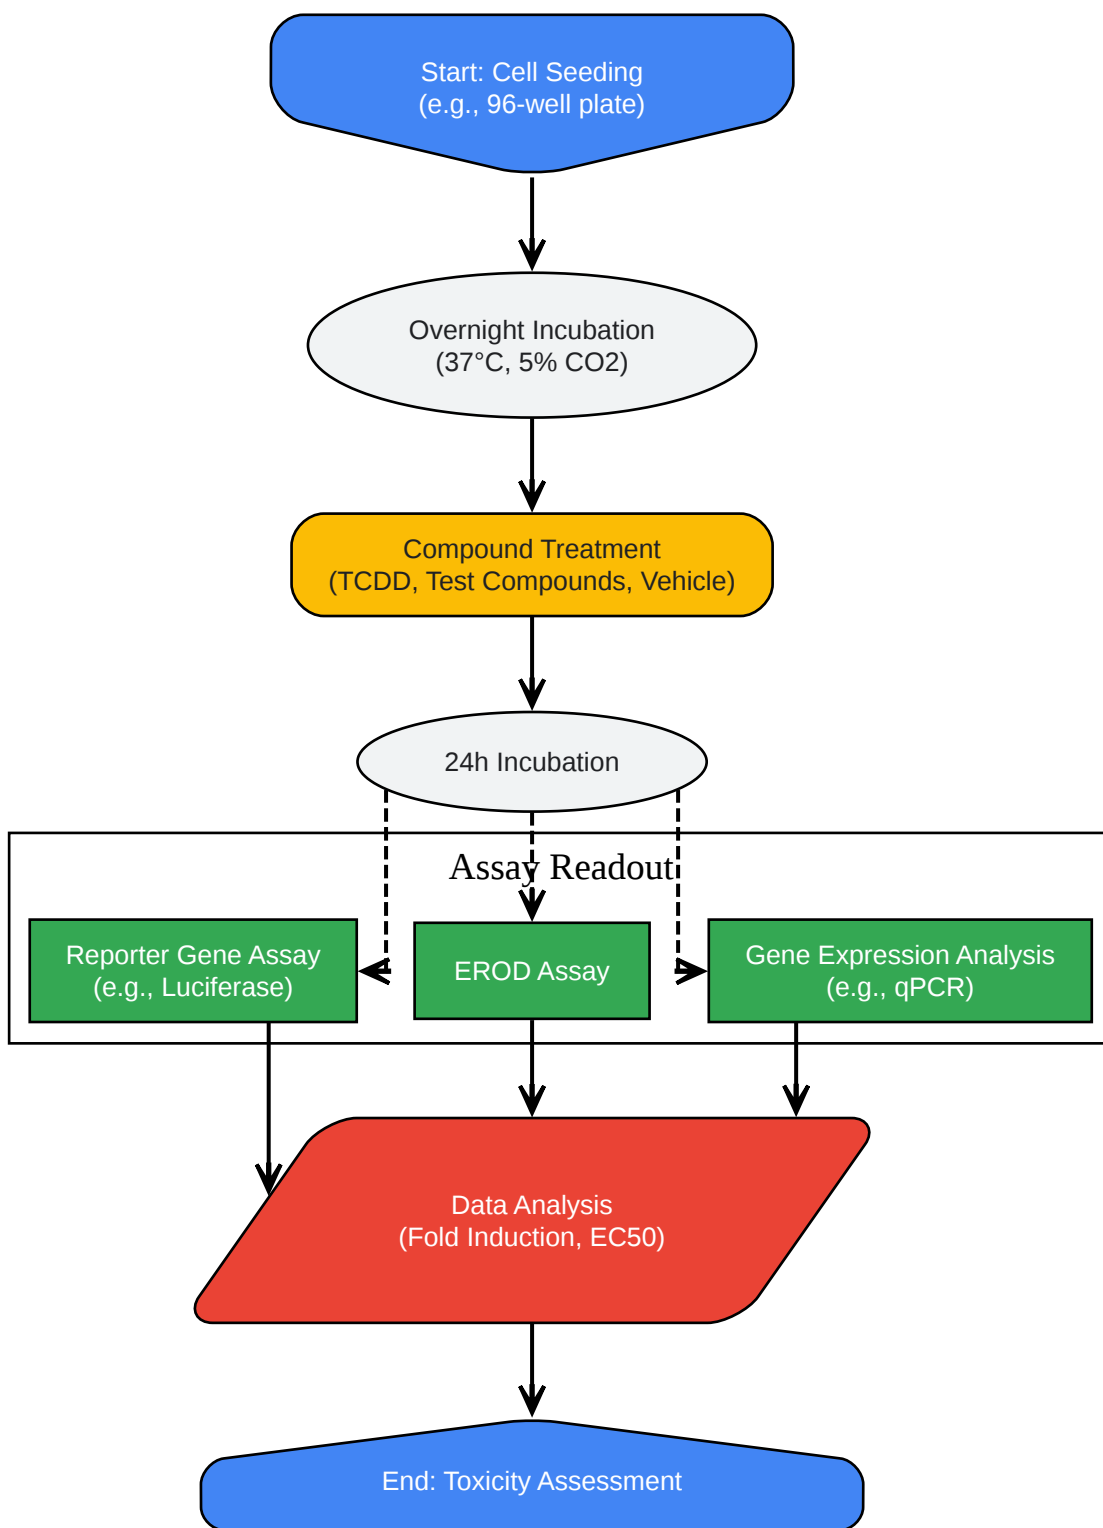 Start: Cell Seeding
(e.g., 96-well plate)
Overnight Incubation
(37°C, 5% CO2)
Compound Treatment
(TCDD, Test Compounds, Vehicle)
24h Incubation
Assay Readout
Reporter Gene Assay
(e.g., Luciferase)
EROD Assay
Gene Expression Analysis
(e.g., qPCR)
Data Analysis
(Fold Induction, EC50)
End: Toxicity Assessment